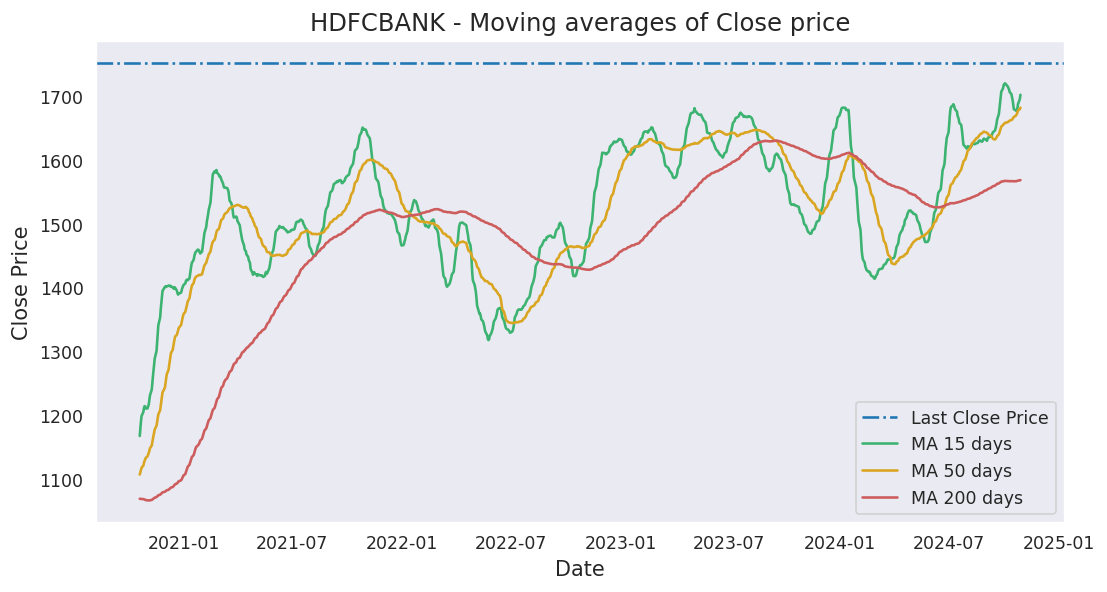 HDFCBANK - Moving averages of Close price
Close Price
1700
1600
1500
1400
1300
1200
1100
Last Close Price
MA 15 days
MA 50 days
MA 200 days
2021-01 2021-07 2022-01 2022-07 2023-01 2023-07 2024-01 2024-07 2025-01
Date